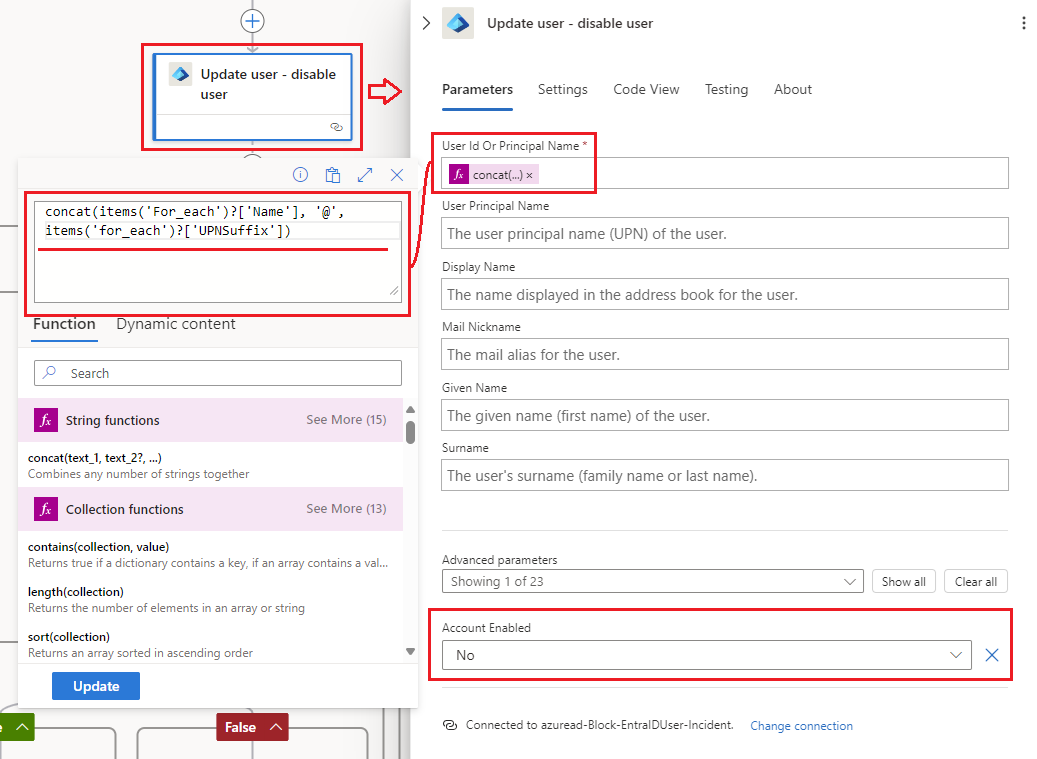 Update user - disable
user
concat(items('For_each')?['Name'], '@',
items('for_each')?['UPNSuffix'])
Function
Dynamic content
Search
fx String functions
See More (15)
concat(text_1, text_2?, ...)
Combines any number of strings together
fx Collection functions
See More (13)
contains(collection, value)
Returns true if a dictionary contains a key, if an array contains a val...
length(collection)
Returns the number of elements in an array or string
sort(collection)
Returns an array sorted in ascending order
Update
False
Update user - disable user
Parameters
Settings
Code View
Testing
About
User Id Or Principal Name *
fx concat(...) ×
User Principal Name
The user principal name (UPN) of the user.
Display Name
The name displayed in the address book for the user.
Mail Nickname
The mail alias for the user.
Given Name
The given name (first name) of the user.
Surname
The user's surname (family name or last name).
Advanced parameters
Showing 1 of 23
Show all
Clear all
Account Enabled
No
Connected to azuread-Block-EntraIDUser-Incident.
Change connection